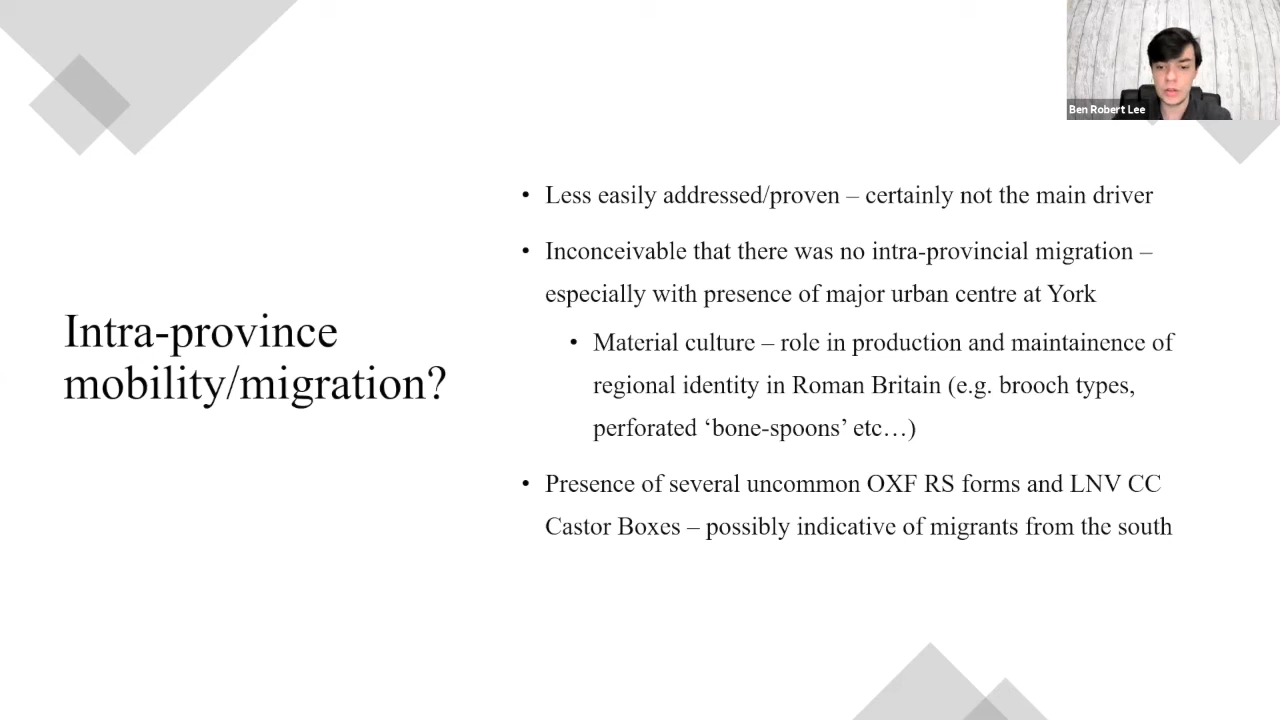 Ben Robert Lee
Intra-province
mobility/migration?
• Less easily addressed/proven – certainly not the main driver
• Inconceivable that there was no intra-provincial migration –
especially with presence of major urban centre at York
• Material culture – role in production and maintainence of
regional identity in Roman Britain (e.g. brooch types,
perforated ‘bone-spoons’ etc…)
• Presence of several uncommon OXF RS forms and LNV CC
Castor Boxes – possibly indicative of migrants from the south